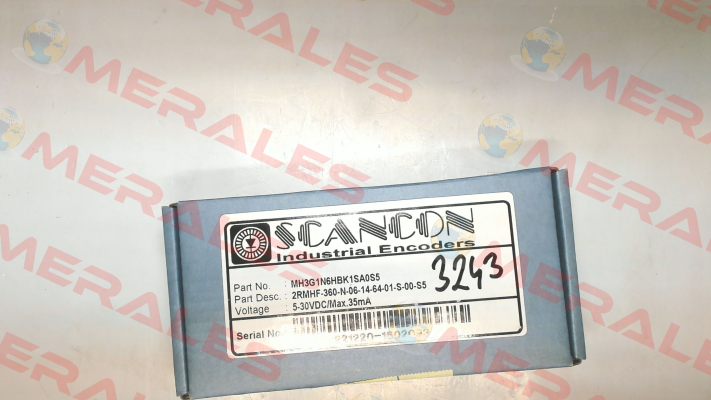 MERALES
SCANCON
Industrial Encoders
Part No. : MH3G1N6HBK1SA0S5
Part Desc. : 2RMHF-360-N-06-14-64-01-S-00-S5
Voltage : 5-30VDC/Max.35mA
3243
Serial No.